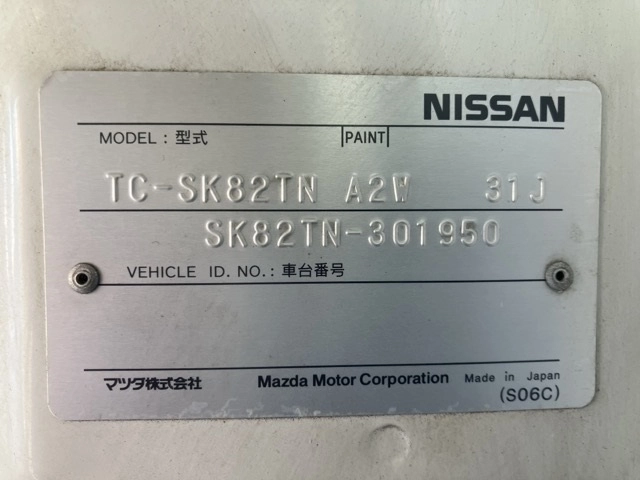 NISSAN
MODEL : 型式 PAINT
TC-SK82TN A2W 31J
SK82TN-301950
VEHICLE ID. NO. : 車台番号
マツダ株式会社 Mazda Motor Corporation Made in Japan
(S06C)